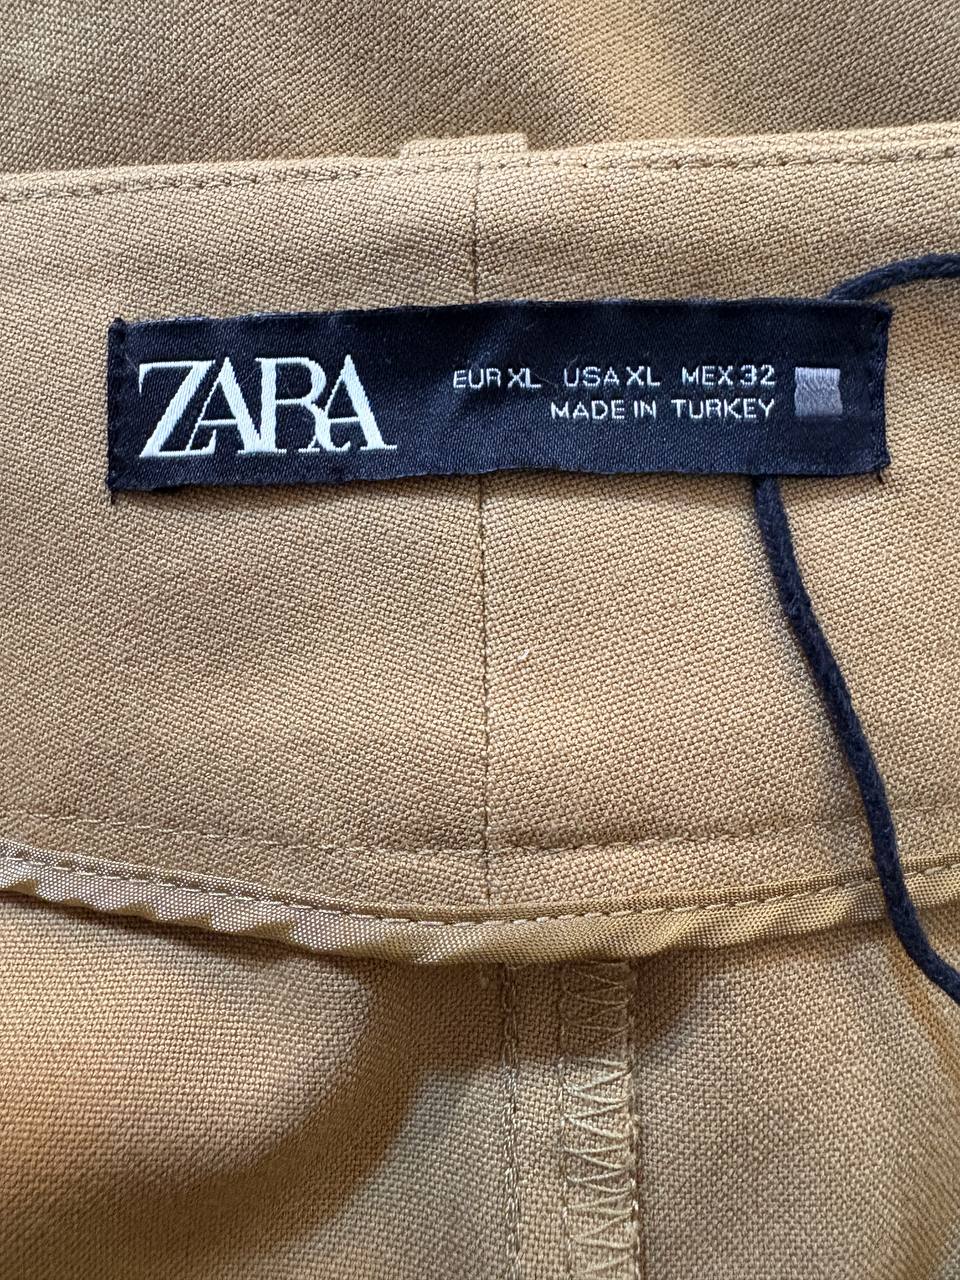 ZARA
EUR XL USA XL MEX 32
MADE IN TURKEY